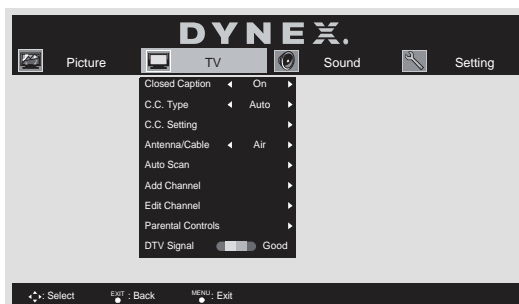 DYNEX.
Picture TV Sound Setting
Closed Caption On
C.C. Type Auto
C.C. Setting
Antenna/Cable Air
Auto Scan
Add Channel
Edit Channel
Parental Controls
DTV Signal Good
: Select EXIT : Back MENU : Exit